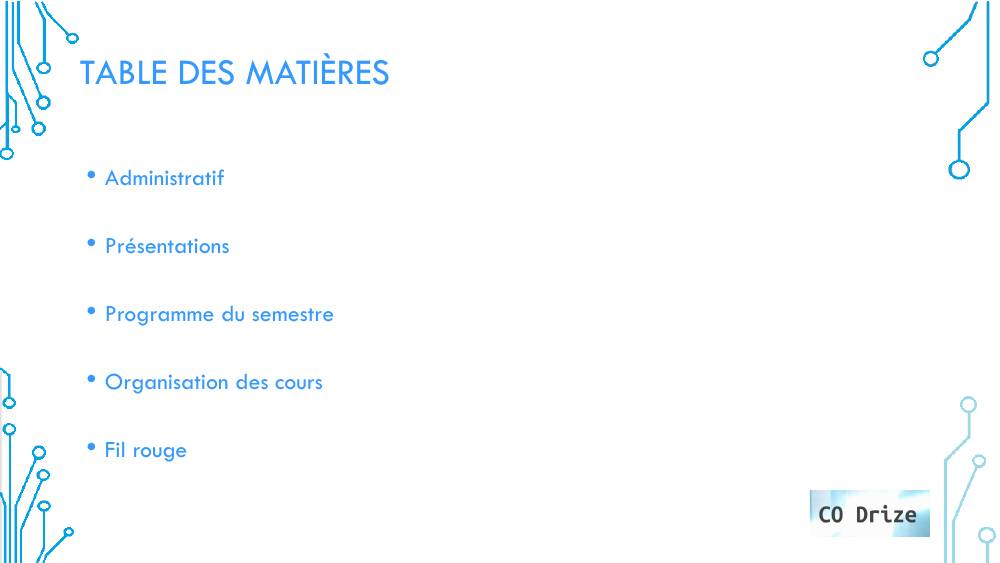 TABLE DES MATIÈRES
• Administratif
• Présentations
• Programme du semestre
• Organisation des cours
• Fil rouge
CO Drize